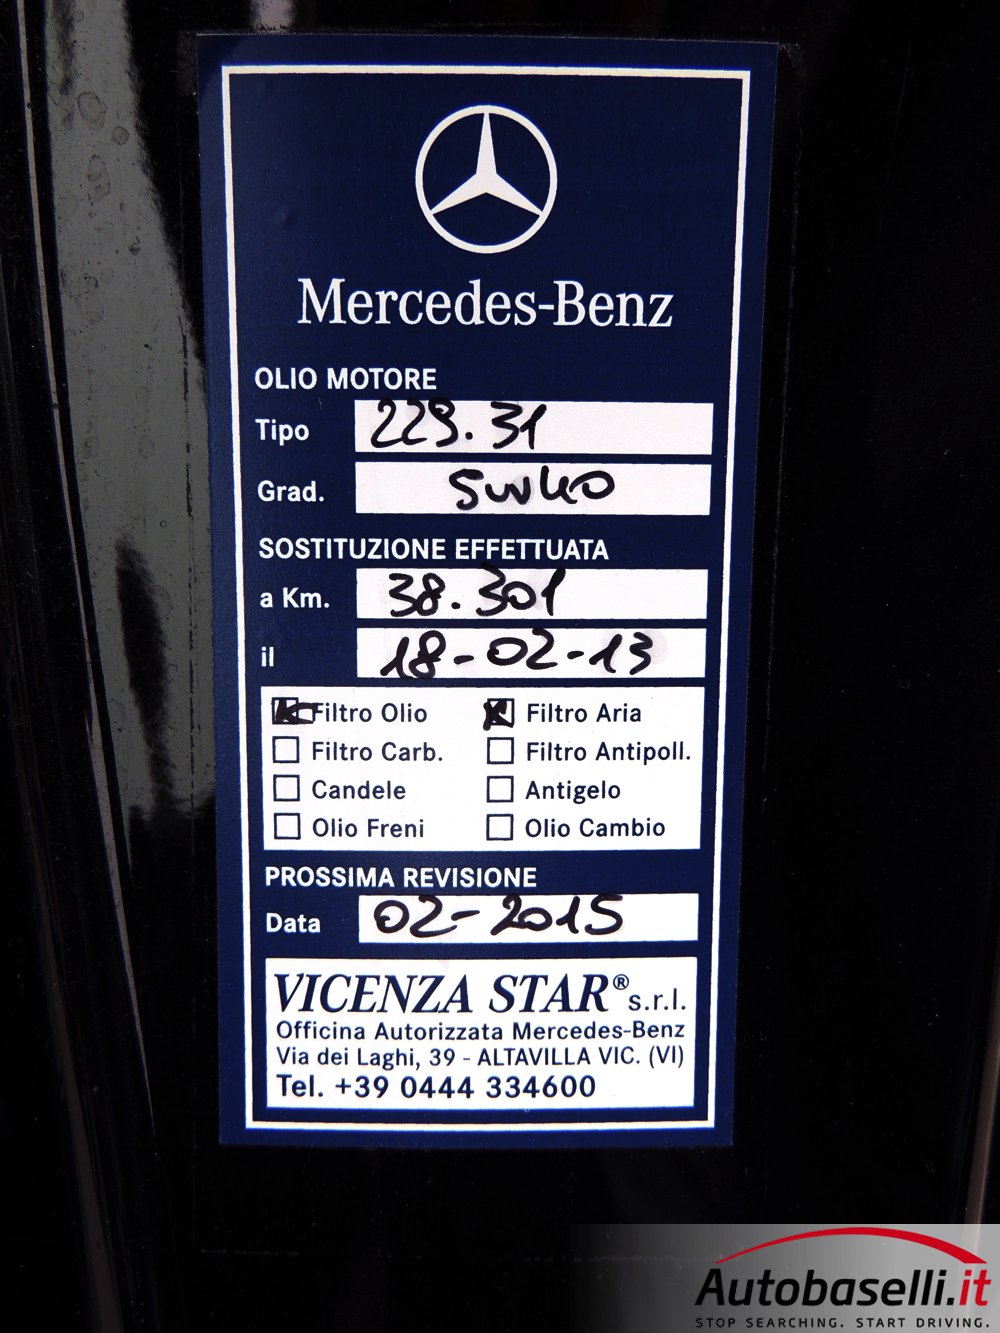 Mercedes-Benz
OLIO MOTORE
Tipo 229.31
Grad. 5W40
SOSTITUZIONE EFFETTUATA
a Km. 38.301
il 18-02-13
Filtro Olio Filtro Aria
Filtro Carb. Filtro Antipoll.
Candele Antigelo
Olio Freni Olio Cambio
PROSSIMA REVISIONE
Data 02-2015
VICENZA STAR® s.r.l.
Officina Autorizzata Mercedes-Benz
Via dei Laghi, 39 - ALTAVILLA VIC. (VI)
Tel. +39 0444 334600
Autobaselli.it
STOP SEARCHING. START DRIVING.